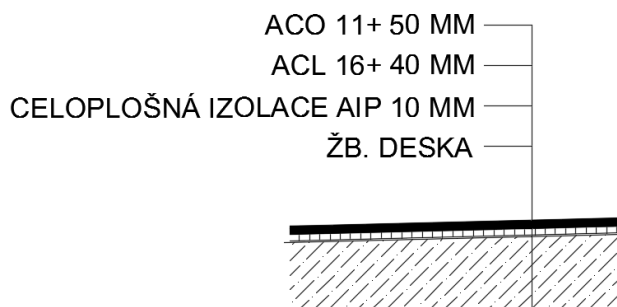 ACO 11+ 50 MM
ACL 16+ 40 MM
CELOPLOŠNÁ IZOLACE AIP 10 MM
ŽB. DESKA